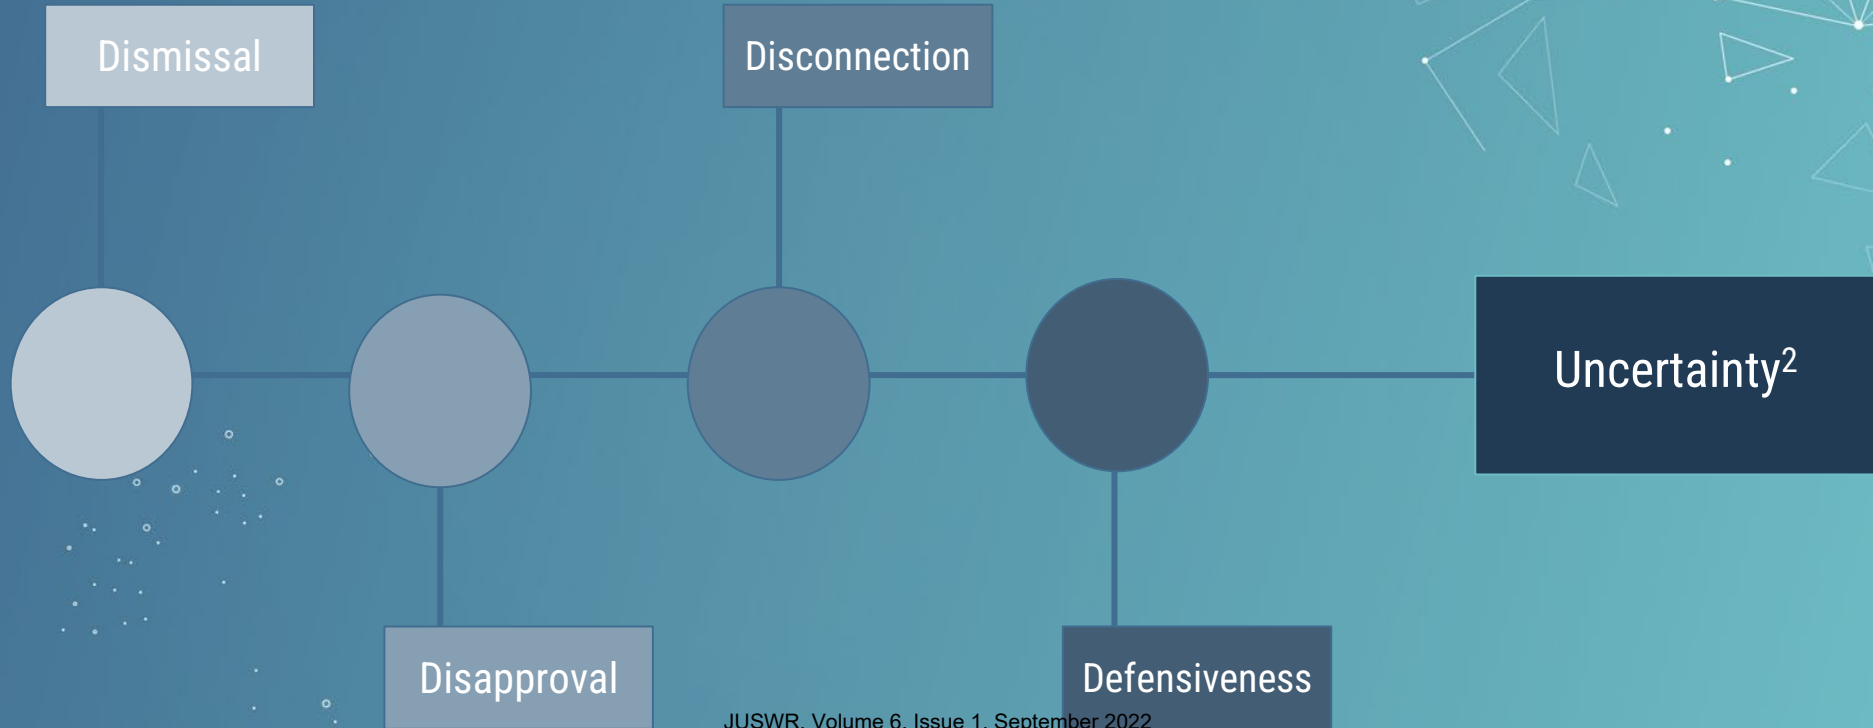 Dismissal
Disconnection
Uncertainty²
Disapproval
Defensiveness
JUSWR, Volume 6, Issue 1, September 2022